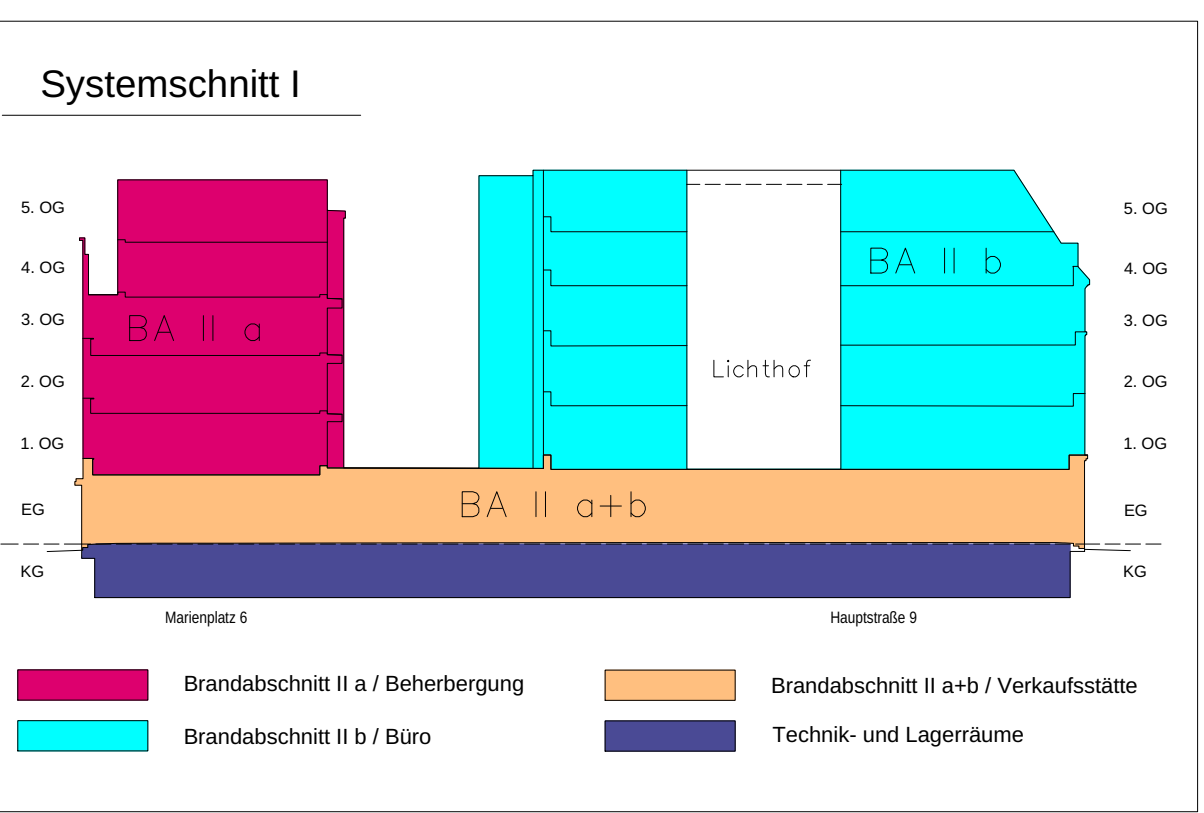 Systemschnitt I
5. OG
4. OG
3. OG
2. OG
1. OG
EG
KG
BA II a
BA II b
Lichthof
BA II a+b
5. OG
4. OG
3. OG
2. OG
1. OG
EG
KG
Marienplatz 6
Hauptstraße 9
Brandabschnitt II a / Beherbergung
Brandabschnitt II b / Büro
Brandabschnitt II a+b / Verkaufsstätte
Technik- und Lagerräume